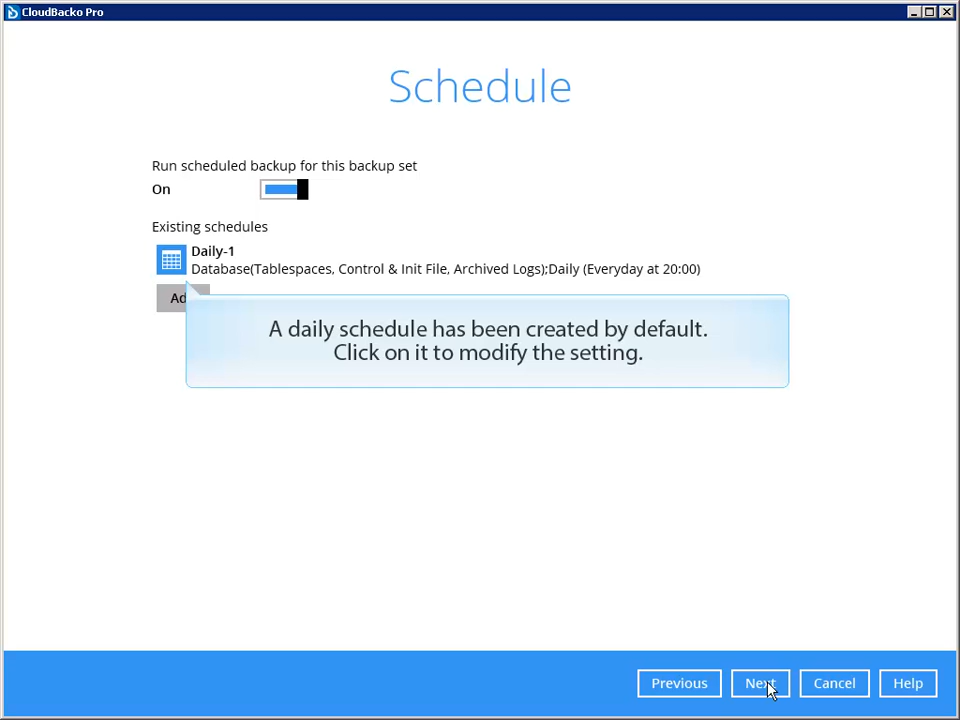 CloudBacko Pro
Schedule
Run scheduled backup for this backup set
On
Existing schedules
Daily-1
Database(Tablespaces, Control & Init File, Archived Logs);Daily (Everyday at 20:00)
A daily schedule has been created by default.
Click on it to modify the setting.
Previous Next Cancel Help